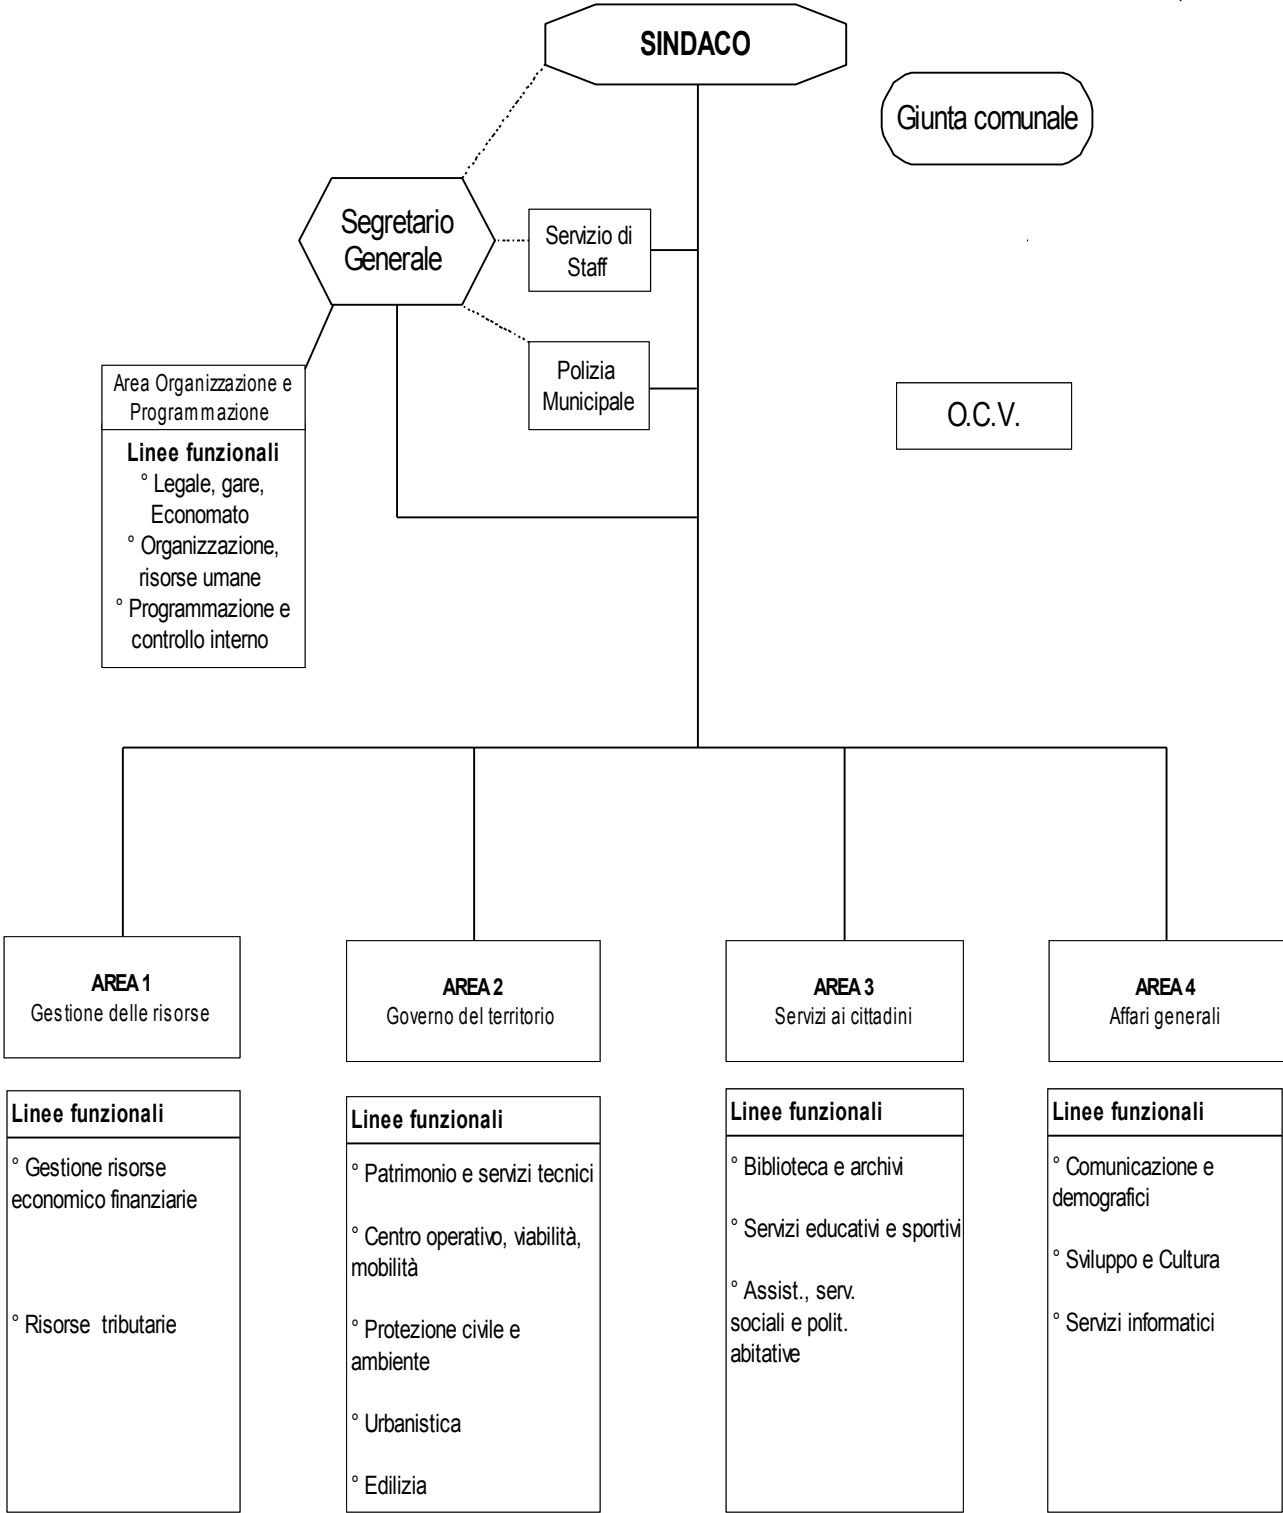 SINDACO
Giunta comunale
Segretario
Generale
Servizio di
Staff
Polizia
Municipale
Area Organizzazione e
Programmazione
Linee funzionali
° Legale, gare,
Economato
° Organizzazione,
risorse umane
° Programmazione e
controllo interno
O.C.V.
AREA 1
Gestione delle risorse
AREA 2
Governo del territorio
AREA 3
Servizi ai cittadini
AREA 4
Affari generali
Linee funzionali
° Gestione risorse
economico finanziarie
° Risorse tributarie
Linee funzionali
° Patrimonio e servizi tecnici
° Centro operativo, viabilità,
mobilità
° Protezione civile e
ambiente
° Urbanistica
° Edilizia
Linee funzionali
° Biblioteca e archivi
° Servizi educativi e sportivi
° Assist., serv.
sociali e polit.
abitative
Linee funzionali
° Comunicazione e
demografici
° Sviluppo e Cultura
° Servizi informatici